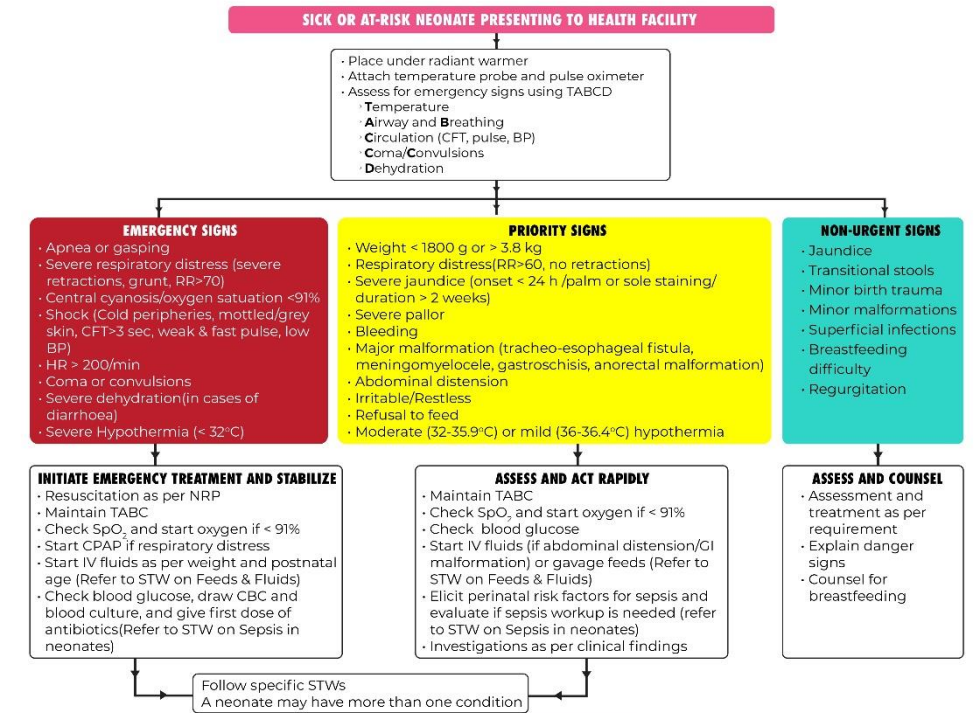 SICK OR AT-RISK NEONATE PRESENTING TO HEALTH FACILITY
· Place under radiant warmer
· Attach temperature probe and pulse oximeter
· Assess for emergency signs using TABCD
› Temperature
› Airway and Breathing
› Circulation (CFT, pulse, BP)
› Coma/Convulsions
› Dehydration
EMERGENCY SIGNS
· Apnea or gasping
· Severe respiratory distress (severe
retractions, grunt, RR>70)
· Central cyanosis/oxygen satuation <91%
· Shock (Cold peripheries, mottled/grey
skin, CFT>3 sec, weak & fast pulse, low
BP)
· HR > 200/min
· Coma or convulsions
· Severe dehydration(in cases of
diarrhoea)
· Severe Hypothermia (< 32°C)
PRIORITY SIGNS
· Weight < 1800 g or > 3.8 kg
· Respiratory distress(RR>60, no retractions)
· Severe jaundice (onset < 24 h /palm or sole staining/
duration > 2 weeks)
· Severe pallor
· Bleeding
· Major malformation (tracheo-esophageal fistula,
meningomyelocele, gastroschisis, anorectal malformation)
· Abdominal distension
· Irritable/Restless
· Refusal to feed
· Moderate (32-35.9°C) or mild (36-36.4°C) hypothermia
NON-URGENT SIGNS
· Jaundice
· Transitional stools
· Minor birth trauma
· Minor malformations
· Superficial infections
· Breastfeeding
difficulty
· Regurgitation
INITIATE EMERGENCY TREATMENT AND STABILIZE
· Resuscitation as per NRP
· Maintain TABC
· Check SpO₂ and start oxygen if < 91%
· Start CPAP if respiratory distress
· Start IV fluids as per weight and postnatal
age (Refer to STW on Feeds & Fluids)
· Check blood glucose, draw CBC and
blood culture, and give first dose of
antibiotics(Refer to STW on Sepsis in
neonates)
ASSESS AND ACT RAPIDLY
· Maintain TABC
· Check SpO₂ and start oxygen if < 91%
· Check blood glucose
· Start IV fluids (if abdominal distension/GI
malformation) or gavage feeds (Refer to
STW on Feeds & Fluids)
· Elicit perinatal risk factors for sepsis and
evaluate if sepsis workup is needed (refer
to STW on Sepsis in neonates)
· Investigations as per clinical findings
ASSESS AND COUNSEL
· Assessment and
treatment as per
requirement
· Explain danger
signs
· Counsel for
breastfeeding
Follow specific STWs
A neonate may have more than one condition